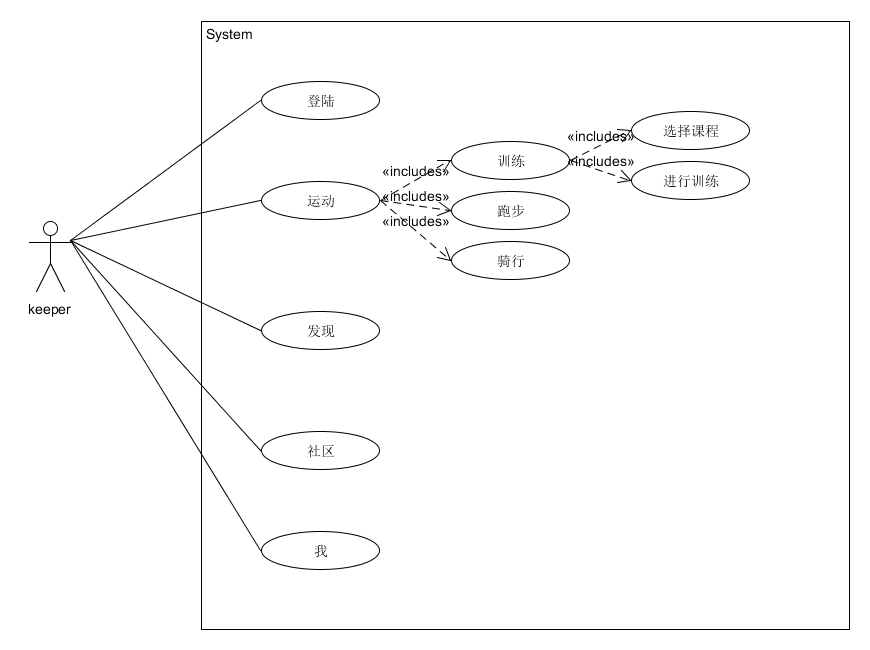 System
登陆
选择课程
«includes»
训练
«includes»
«includes»
进行训练
运动
«includes»
跑步
«includes»
骑行
keeper
发现
社区
我